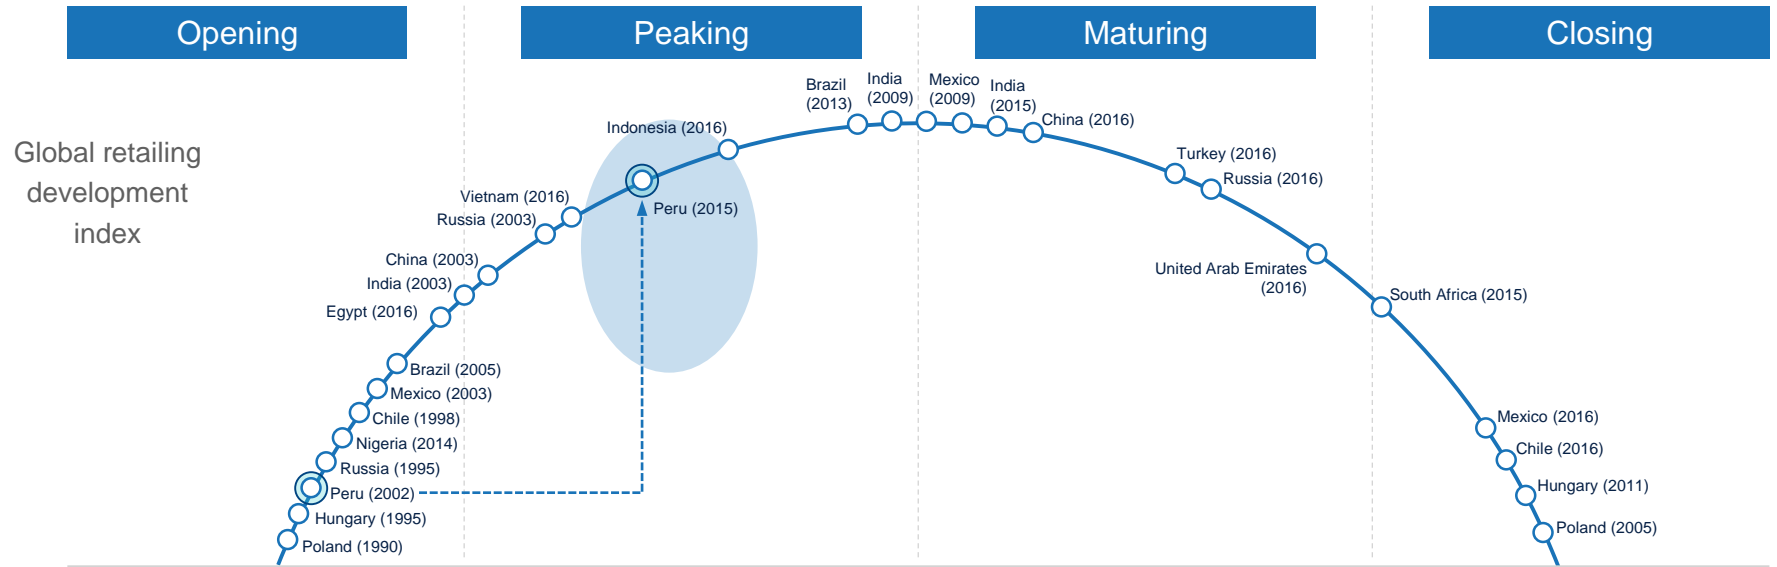 Opening
Peaking
Maturing
Closing
Global retailing
development
index
Brazil
(2013)
India
(2009)
Mexico
(2009)
India
(2015)
China (2016)
Indonesia (2016)
Turkey (2016)
Russia (2016)
Vietnam (2016)
Peru (2015)
Russia (2003)
China (2003)
India (2003)
Egypt (2016)
United Arab Emirates
(2016)
South Africa (2015)
Brazil (2005)
Mexico (2003)
Chile (1998)
Nigeria (2014)
Russia (1995)
Peru (2002)
Hungary (1995)
Poland (1990)
Mexico (2016)
Chile (2016)
Hungary (2011)
Poland (2005)